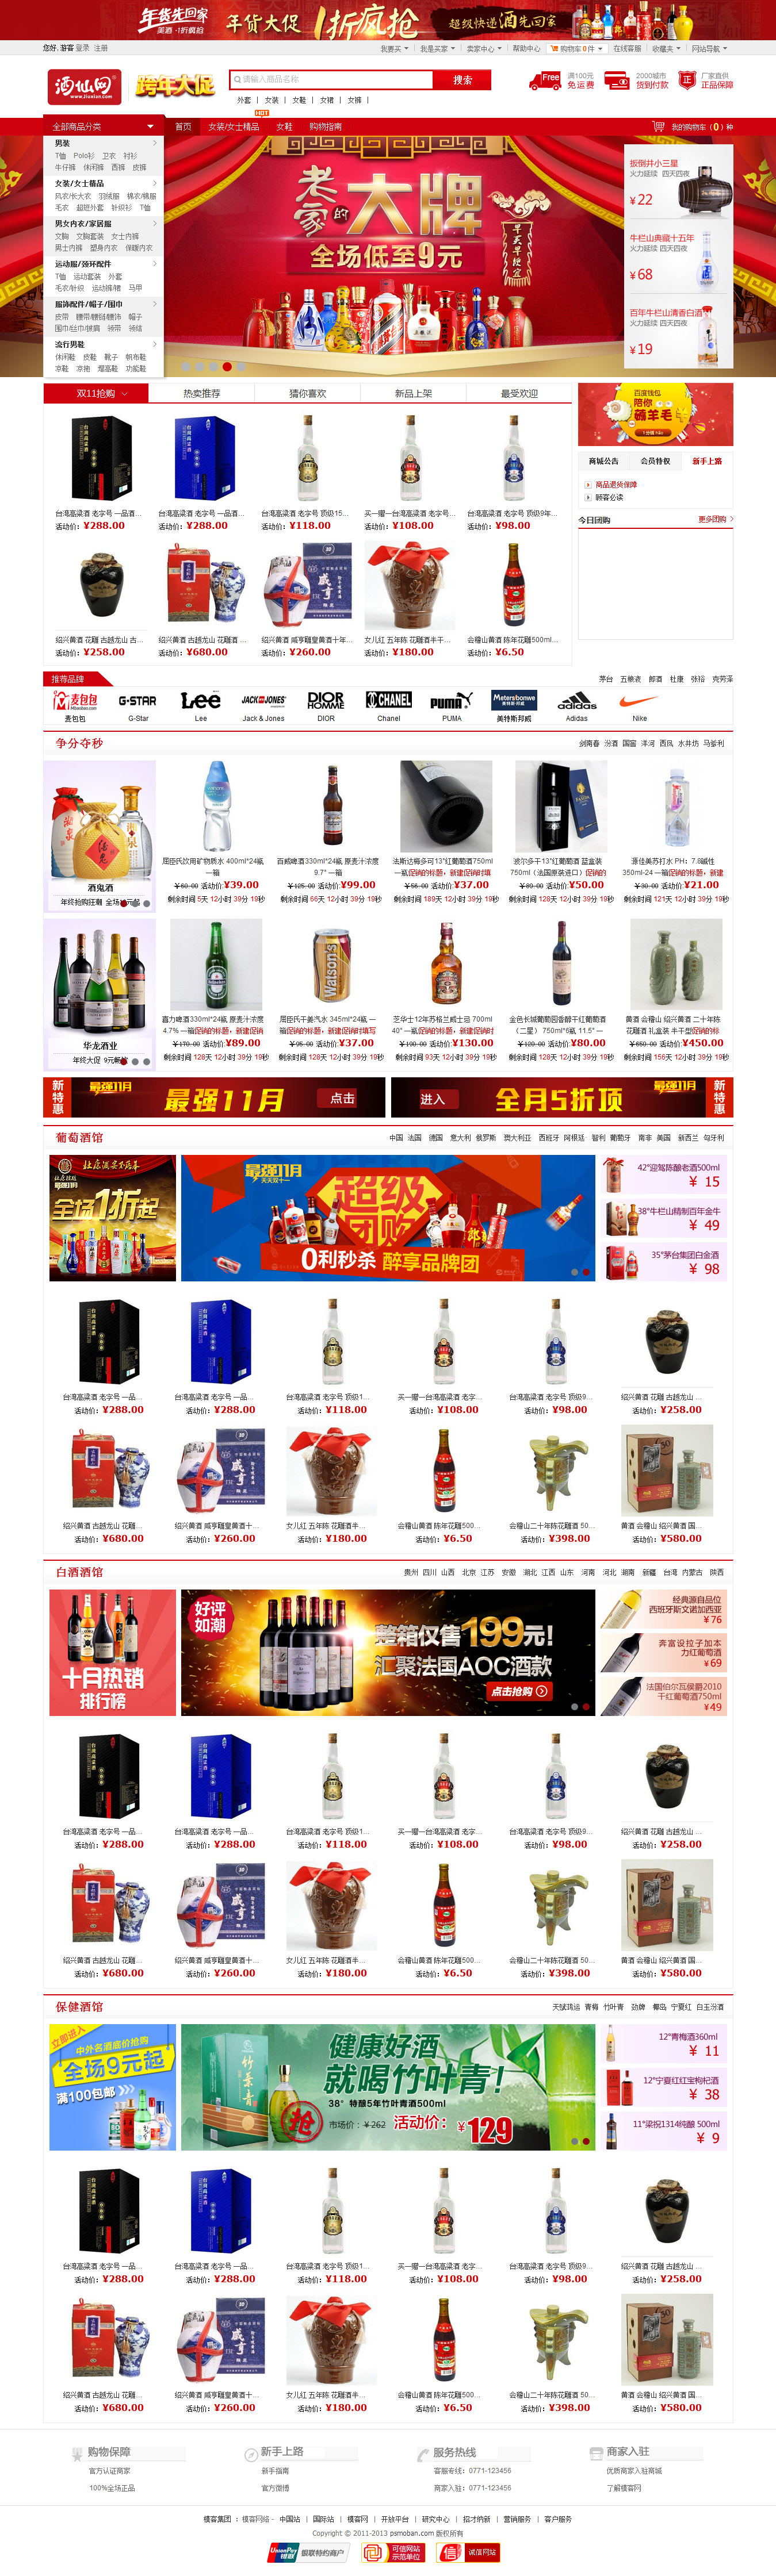 年货先回家
美酒·1折疯抢
年货大促 1折疯抢 超级快递 酒先回家
您好, 游客 登录 注册
我要买 我是买家 卖家中心 帮助中心 购物车0件 在线客服 收藏夹 网站导航
酒仙网
www.jiuxian.com
跨年大促
请输入商品名称
搜索
外套 | 女装 | 女鞋 | 女裙 | 女裤 |
Free 满100元 免运费
2000城市 货到付款
正 厂家直供 正品保障
全部商品分类 首页 女装/女士精品 女鞋 购物指南
HOT
我的购物车(0)种
男装
T恤 Polo衫 卫衣 衬衫
牛仔裤 休闲裤 西裤 皮裤
女装/女士精品
风衣/长大衣 羽绒服 棉衣/棉服
毛衣 超短外套 针织衫 T恤
男女内衣/家居服
文胸 文胸套装 女士内裤
男士内裤 塑身内衣 保暖内衣
运动服/领环配件
T恤 运动套装 外套
毛衣/针织 运动裤/裙 马甲
服饰配件/帽子/围巾
皮带 腰带/腰链/腰饰 帽子
围巾/丝巾/披肩 领带 领结
流行男鞋
休闲鞋 皮鞋 靴子 帆布鞋
凉鞋 凉拖 增高鞋 功能鞋
老家的大牌
全场低至9元
早买早便宜
扳倒井小三星
火力延续 四天四夜
¥22
牛栏山典藏十五年
火力延续 四天四夜
¥68
百年牛栏山清香白酒
火力延续 四天四夜
¥19
双11抢购 热卖推荐 猜你喜欢 新品上架 最受欢迎
台湾高粱酒 老字号 一品酒...
活动价: ¥288.00
台湾高粱酒 老字号 一品酒...
活动价: ¥288.00
台湾高粱酒 老字号 顶级15...
活动价: ¥118.00
买一赠一台湾高粱酒 老字号...
活动价: ¥108.00
台湾高粱酒 老字号 顶级9年...
活动价: ¥98.00
绍兴黄酒 花雕 古越龙山 古...
活动价: ¥258.00
绍兴黄酒 古越龙山 花雕酒 ...
活动价: ¥680.00
绍兴黄酒 咸亨雕皇黄酒十年...
活动价: ¥260.00
女儿红 五年陈 花雕酒半干...
活动价: ¥180.00
会稽山黄酒 陈年花雕500ml...
活动价: ¥6.50
百度钱包
陪你薅羊毛
商城公告 会员特权 新手上路
商品退货保障
顾客必读
今日团购 更多团购
推荐品牌
茅台 五粮液 郎酒 杜康 张裕 克劳泽
麦包包 G-Star Lee Jack & Jones DIOR Chanel PUMA 美特斯邦威 Adidas Nike
争分夺秒
剑南春 汾酒 国窖 洋河 西凤 水井坊 马爹利
酒鬼酒
年终抢购狂潮
屈臣氏饮用矿物质水 400ml*24瓶 一箱
¥60.00 活动价:¥39.00
剩余时间 5天 12小时 39分 19秒
百威啤酒330ml*24瓶 原麦汁浓度 9.7° 一箱
¥125.00 活动价:¥99.00
剩余时间 66天 12小时 39分 19秒
法斯达梅多可13°红葡萄酒750ml 一瓶促销的标题，新建促销时填
¥56.00 活动价:¥37.00
剩余时间 189天 12小时 39分 19秒
波尔多干13°红葡萄酒 蓝盒装 750ml（法国原装进口）促销的
¥89.00 活动价:¥50.00
剩余时间 128天 12小时 39分 19秒
源佳美苏打水 PH：7.8碱性 350ml-24 一箱促销的标题，新建
¥30.00 活动价:¥21.00
剩余时间 121天 12小时 39分 19秒
华龙酒业
年终大促
喜力啤酒330ml*24瓶 原麦汁浓度 4.7% 一箱促销的标题，新建促销
¥170.00 活动价:¥89.00
剩余时间 128天 12小时 39分 19秒
屈臣氏干姜汽水 345ml*24瓶 一箱促销的标题，新建促销时填写
¥95.00 活动价:¥37.00
剩余时间 128天 12小时 39分 19秒
芝华士12年苏格兰威士忌 700ml 40° 一瓶促销的标题，新建促销时
¥190.00 活动价:¥130.00
剩余时间 93天 12小时 39分 19秒
金色长城葡萄园香醇干红葡萄酒（二星） 750ml*6瓶 11.5° 一
¥120.00 活动价:¥80.00
剩余时间 128天 12小时 39分 19秒
黄酒 会稽山 绍兴黄酒 二十年陈 花雕酒 礼盒装 半干型促销的标
¥650.00 活动价:¥450.00
剩余时间 156天 12小时 39分 19秒
新特惠 最强11月 最强11月 点击
进入 全月5折顶 最强11月 新特惠
葡萄酒馆
中国 法国 德国 意大利 俄罗斯 澳大利亚 西班牙 阿根廷 智利 葡萄牙 南非 美国 新西兰 匈牙利
全场1折起
最强11月
天天双十一
超级团购
0利秒杀 醉享品牌团
42°迎驾陈酿老酒500ml
¥ 15
38°牛栏山精制百年金牛
¥ 49
35°茅台集团白金酒
¥ 98
台湾高粱酒 老字号 一品...
活动价: ¥288.00
台湾高粱酒 老字号 一品...
活动价: ¥288.00
台湾高粱酒 老字号 顶级1...
活动价: ¥118.00
买一赠一台湾高粱酒 老字...
活动价: ¥108.00
台湾高粱酒 老字号 顶级9...
活动价: ¥98.00
绍兴黄酒 花雕 古越龙山 ...
活动价: ¥258.00
绍兴黄酒 古越龙山 花雕...
活动价: ¥680.00
绍兴黄酒 咸亨雕皇黄酒十...
活动价: ¥260.00
女儿红 五年陈 花雕酒半...
活动价: ¥180.00
会稽山黄酒 陈年花雕500...
活动价: ¥6.50
会稽山二十年陈花雕酒 50...
活动价: ¥398.00
黄酒 会稽山 绍兴黄酒 国...
活动价: ¥580.00
白酒酒馆
贵州 四川 山西 北京 江苏 安徽 湖北 江西 山东 河南 河北 湖南 新疆 台湾 内蒙古 陕西
十月热销
排行榜
好评如潮
整箱仅售199元!
汇聚法国AOC酒款
点击抢购
经典源自品位
西班牙斯文诺加西亚
¥76
奔富设拉子加本
力红葡萄酒
¥69
法国伯尔瓦侯爵2010
干红葡萄酒750ml
¥49
台湾高粱酒 老字号 一品...
活动价: ¥288.00
台湾高粱酒 老字号 一品...
活动价: ¥288.00
台湾高粱酒 老字号 顶级1...
活动价: ¥118.00
买一赠一台湾高粱酒 老字...
活动价: ¥108.00
台湾高粱酒 老字号 顶级9...
活动价: ¥98.00
绍兴黄酒 花雕 古越龙山 ...
活动价: ¥258.00
绍兴黄酒 古越龙山 花雕...
活动价: ¥680.00
绍兴黄酒 咸亨雕皇黄酒十...
活动价: ¥260.00
女儿红 五年陈 花雕酒半...
活动价: ¥180.00
会稽山黄酒 陈年花雕500...
活动价: ¥6.50
会稽山二十年陈花雕酒 50...
活动价: ¥398.00
黄酒 会稽山 绍兴黄酒 国...
活动价: ¥580.00
保健酒馆
天赋鸿运 青梅 竹叶青 劲牌 椰岛 宁夏红 白玉汾酒
立即进入
中外名酒底价抢购
全场9元起
满100包邮
竹叶青
健康好酒
就喝竹叶青!
38° 特酿5年竹叶青酒500ml
抢
市场价: ¥262 活动价: ¥129
12°青梅酒360ml
¥ 11
12°宁夏红红宝枸杞酒
¥ 38
11°梁祝1314纯酿 500ml
¥ 9
台湾高粱酒 老字号 一品...
活动价: ¥288.00
台湾高粱酒 老字号 一品...
活动价: ¥288.00
台湾高粱酒 老字号 顶级1...
活动价: ¥118.00
买一赠一台湾高粱酒 老字...
活动价: ¥108.00
台湾高粱酒 老字号 顶级9...
活动价: ¥98.00
绍兴黄酒 花雕 古越龙山 ...
活动价: ¥258.00
绍兴黄酒 古越龙山 花雕...
活动价: ¥680.00
绍兴黄酒 咸亨雕皇黄酒十...
活动价: ¥260.00
女儿红 五年陈 花雕酒半...
活动价: ¥180.00
会稽山黄酒 陈年花雕500...
活动价: ¥6.50
会稽山二十年陈花雕酒 50...
活动价: ¥398.00
黄酒 会稽山 绍兴黄酒 国...
活动价: ¥580.00
购物保障 新手上路 服务热线 商家入驻
官方认证商家 新手指南 客服专线：0771-123456 优质商家入驻商城
100%全场正品 官方微博 商家入驻：0771-123456 了解模客网
模客集团 ： 模客网络 - 中国站 | 国际站 | 模客网 | 开放平台 | 研究中心 | 招才纳新 | 营销服务 | 客户服务
Copyright © 2011-2013 psmoban.com 版权所有
UnionPay 银联 银联特约商户 可信网站 示范单位 诚信网站